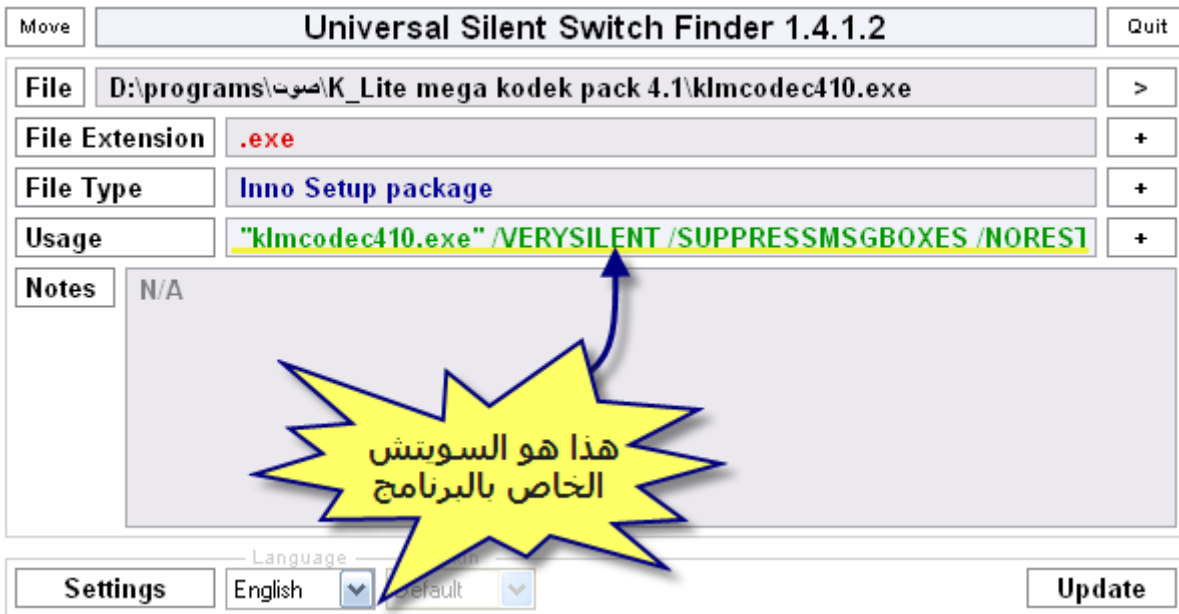 Move Universal Silent Switch Finder 1.4.1.2 Quit
File D:\programs\صوت\K_Lite mega kodek pack 4.1\klmcodec410.exe >
File Extension .exe +
File Type Inno Setup package +
Usage "klmcodec410.exe" /VERYSILENT /SUPPRESSMSGBOXES /NOREST +
Notes N/A
هذا هو السويتش
الخاص بالبرنامج
Language
Settings English Default Update